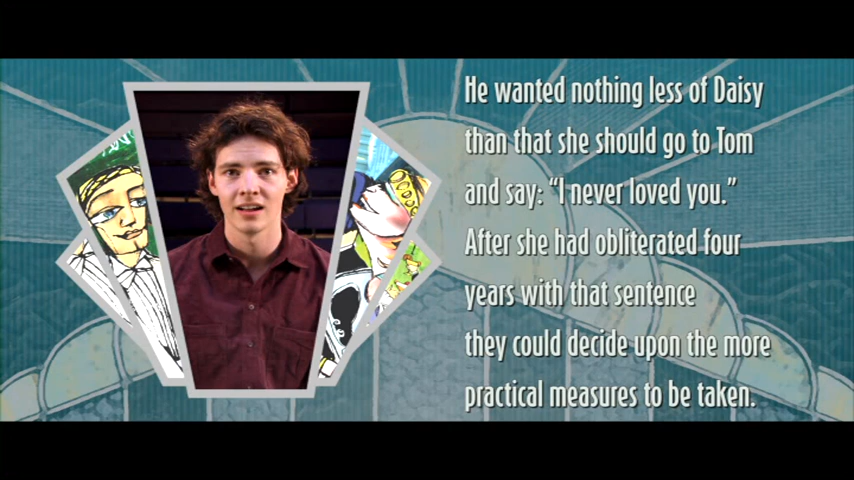 He wanted nothing less of Daisy
than that she should go to Tom
and say: “I never loved you.”
After she had obliterated four
years with that sentence
they could decide upon the more
practical measures to be taken.